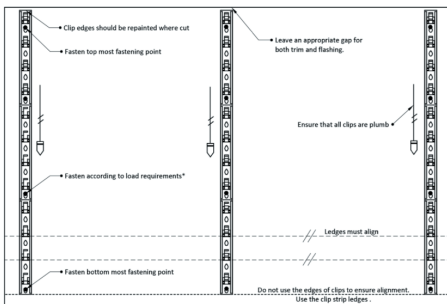 Clip edges should be repainted where cut
Leave an appropriate gap for
both trim and flashing.
Fasten top most fastening point
Ensure that all clips are plumb
Fasten according to load requirements*
Ledges must align
Fasten bottom most fastening point
Do not use the edges of clips to ensure alignment.
Use the clip strip ledges .